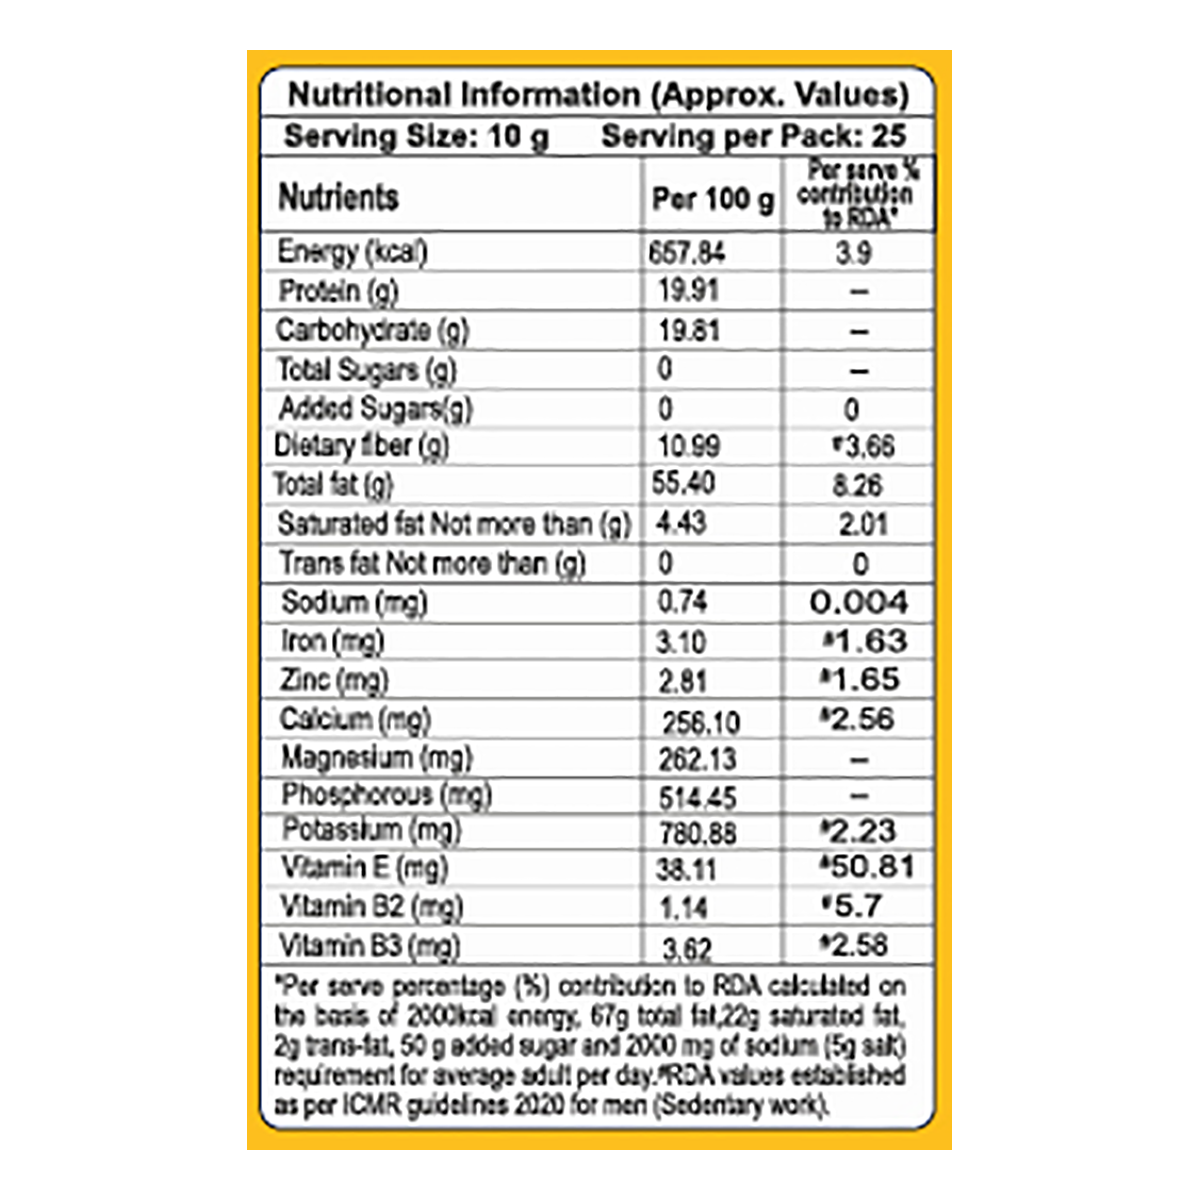 Nutritional Information (Approx. Values)
Serving Size: 10 g Serving per Pack: 25
Nutrients Per 100 g Per serve % contribution to RDA*
Energy (kcal) 657.84 3.9
Protein (g) 19.91 –
Carbohydrate (g) 19.81 –
Total Sugars (g) 0 –
Added Sugars(g) 0 0
Dietary fiber (g) 10.99 #3.66
Total fat (g) 55.40 8.26
Saturated fat Not more than (g) 4.43 2.01
Trans fat Not more than (g) 0 0
Sodium (mg) 0.74 0.004
Iron (mg) 3.10 #1.63
Zinc (mg) 2.81 #1.65
Calcium (mg) 256.10 #2.56
Magnesium (mg) 262.13 –
Phosphorous (mg) 514.45 –
Potassium (mg) 780.88 #2.23
Vitamin E (mg) 38.11 #50.81
Vitamin B2 (mg) 1.14 #5.7
Vitamin B3 (mg) 3.62 #2.58
*Per serve percentage (%) contribution to RDA calculated on
the basis of 2000kcal energy, 67g total fat,22g saturated fat,
2g trans-fat, 50 g added sugar and 2000 mg of sodium (5g salt)
requirement for average adult per day.#RDA values established
as per ICMR guidelines 2020 for men (Sedentary work).